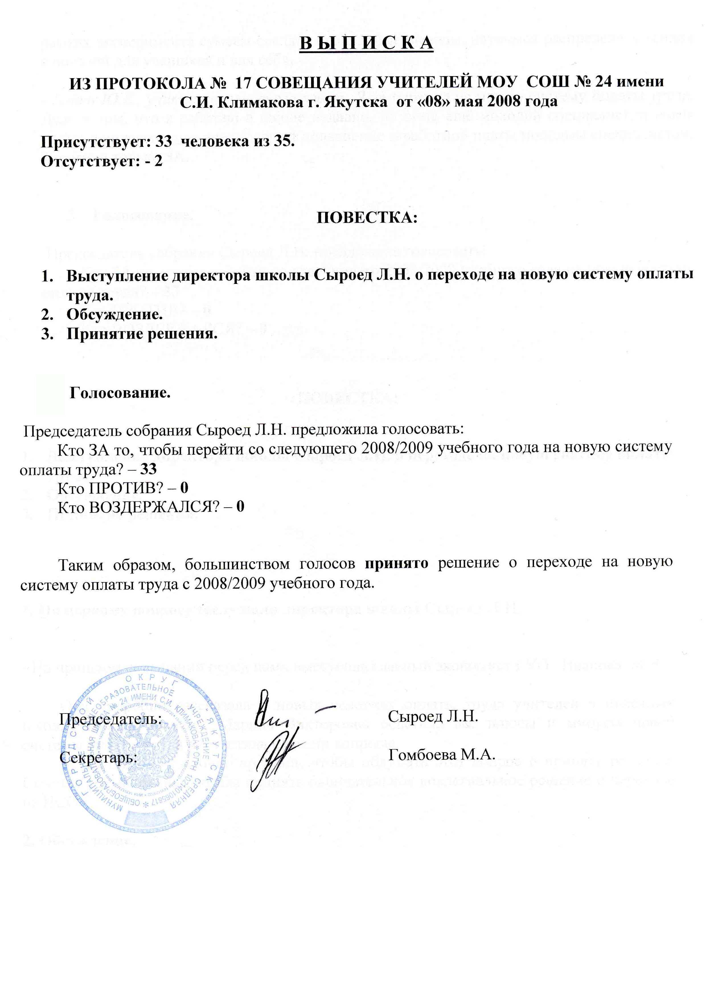 В Ы П И С К А
ИЗ ПРОТОКОЛА № 17 СОВЕЩАНИЯ УЧИТЕЛЕЙ МОУ СОШ № 24 имени
С.И. Климакова г. Якутска от «08» мая 2008 года
Присутствует: 33 человека из 35.
Отсутствует: - 2
ПОВЕСТКА:
1. Выступление директора школы Сыроед Л.Н. о переходе на новую систему оплаты
труда.
2. Обсуждение.
3. Принятие решения.
Голосование.
Председатель собрания Сыроед Л.Н. предложила голосовать:
Кто ЗА то, чтобы перейти со следующего 2008/2009 учебного года на новую систему
оплаты труда? – 33
Кто ПРОТИВ? – 0
Кто ВОЗДЕРЖАЛСЯ? – 0
Таким образом, большинством голосов принято решение о переходе на новую
систему оплаты труда с 2008/2009 учебного года.
Председатель: Сыроед Л.Н.
Секретарь: Гомбоева М.А.
ГОРОДСКОЙ ОКРУГ "ЯКУТСК"
МУНИЦИПАЛЬНОЕ ОБЩЕОБРАЗОВАТЕЛЬНОЕ УЧРЕЖДЕНИЕ СРЕДНЯЯ
ОБЩЕОБРАЗОВАТЕЛЬНАЯ ШКОЛА № 24 ИМЕНИ С.И. КЛИМАКОВА * ОГРН 1021401065817 *